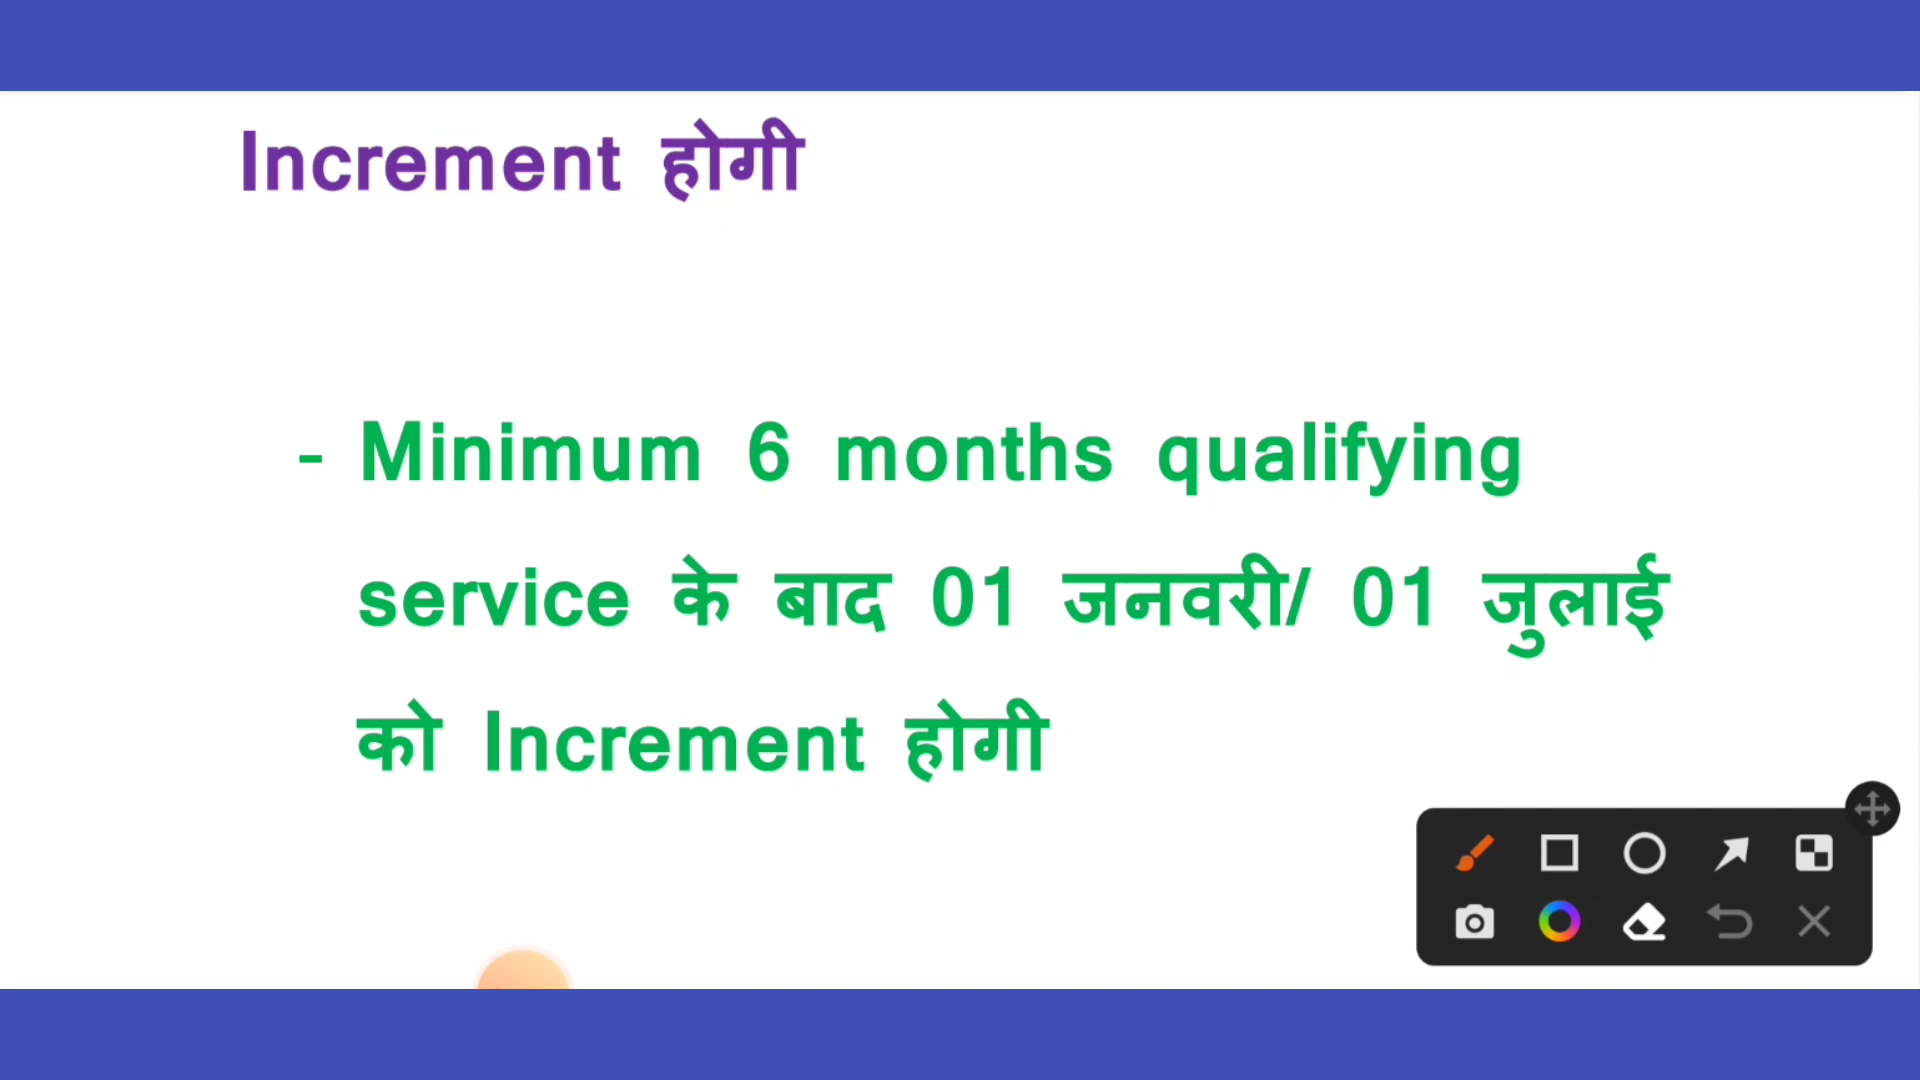 Increment होगी
- Minimum 6 months qualifying
service के बाद 01 जनवरी/ 01 जुलाई
को Increment होगी